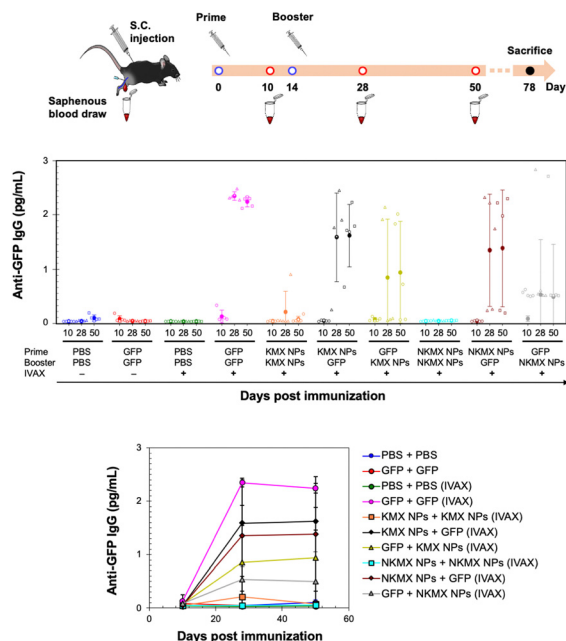 S.C. injection
Prime
Booster
Sacrifice
0 10 14 28 50 78 Day
Saphenous blood draw
Anti-GFP IgG (pg/mL)
3
2
1
0
10 28 50 10 28 50 10 28 50 10 28 50 10 28 50 10 28 50 10 28 50 10 28 50 10 28 50 10 28 50
Prime PBS GFP PBS GFP KMX NPs KMX NPs GFP NKMX NPs NKMX NPs GFP
Booster PBS GFP PBS GFP KMX NPs GFP KMX NPs NKMX NPs GFP NKMX NPs
IVAX – – + + + + + + + +
Days post immunization
Anti-GFP IgG (pg/mL)
3
2
1
0
0 20 40 60
Days post immunization
PBS + PBS
GFP + GFP
PBS + PBS (IVAX)
GFP + GFP (IVAX)
KMX NPs + KMX NPs (IVAX)
KMX NPs + GFP (IVAX)
GFP + KMX NPs (IVAX)
NKMX NPs + NKMX NPs (IVAX)
NKMX NPs + GFP (IVAX)
GFP + NKMX NPs (IVAX)